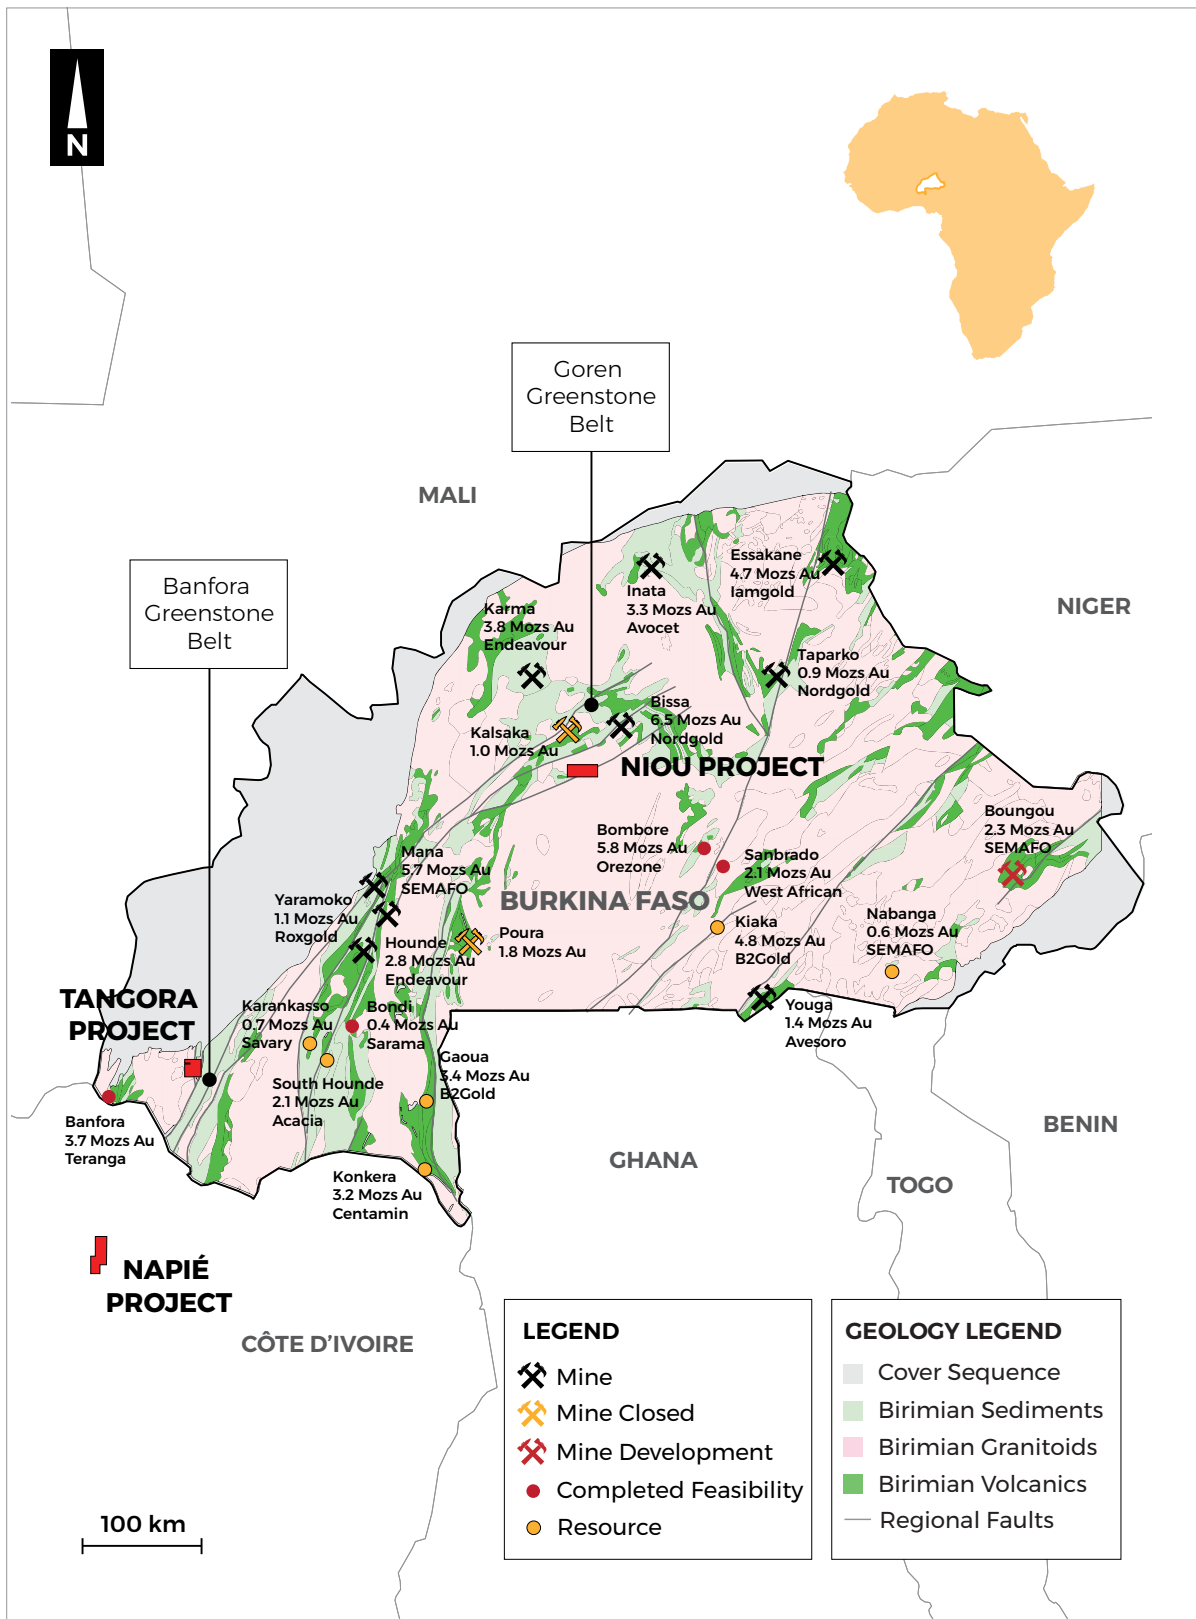 N
Goren
Greenstone
Belt
MALI
Banfora
Greenstone
Belt
NIGER
Essakane
4.7 Mozs Au
Iamgold
Inata
3.3 Mozs Au
Avocet
Karma
3.8 Mozs Au
Endeavour
Taparko
0.9 Mozs Au
Nordgold
Bissa
6.5 Mozs Au
Nordgold
Kalsaka
1.0 Mozs Au
NIOU PROJECT
Boungou
2.3 Mozs Au
SEMAFO
Bombore
5.8 Mozs Au
Orezone
Sanbrado
2.1 Mozs Au
West African
Mana
5.7 Mozs Au
SEMAFO
BURKINA FASO
Yaramoko
1.1 Mozs Au
Roxgold
Nabanga
0.6 Mozs Au
SEMAFO
Kiaka
4.8 Mozs Au
B2Gold
Poura
1.8 Mozs Au
Hounde
2.8 Mozs Au
Endeavour
TANGORA
PROJECT
Karankasso
0.7 Mozs Au
Savary
Bondi
0.4 Mozs Au
Sarama
Youga
1.4 Mozs Au
Avesoro
Gaoua
3.4 Mozs Au
B2Gold
South Hounde
2.1 Mozs Au
Acacia
Banfora
3.7 Mozs Au
Teranga
Konkera
3.2 Mozs Au
Centamin
GHANA
BENIN
TOGO
NAPIÉ
PROJECT
CÔTE D'IVOIRE
LEGEND
Mine
Mine Closed
Mine Development
Completed Feasibility
Resource
GEOLOGY LEGEND
Cover Sequence
Birimian Sediments
Birimian Granitoids
Birimian Volcanics
Regional Faults
100 km